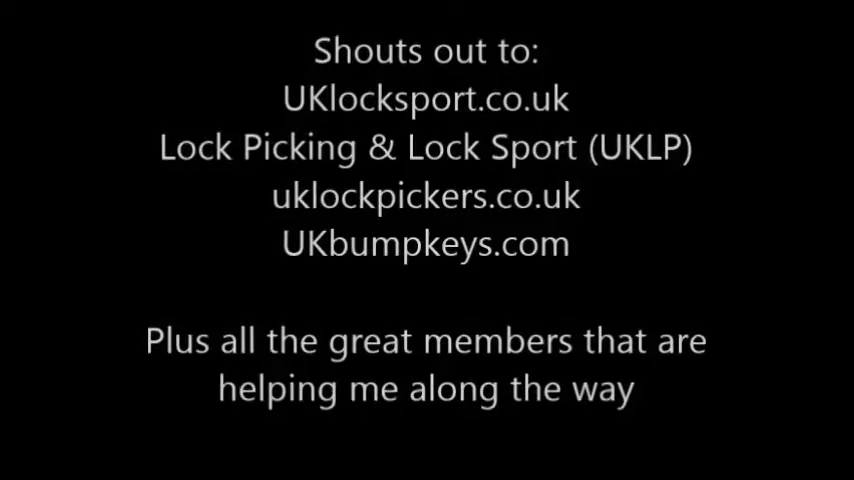 Shouts out to:
UKlocksport.co.uk
Lock Picking & Lock Sport (UKLP)
uklockpickers.co.uk
UKbumpkeys.com
Plus all the great members that are
helping me along the way